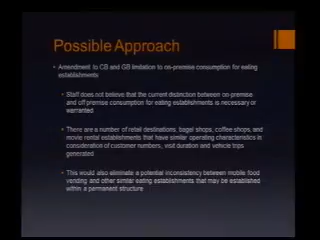 Possible Approach
Amendment to CB and GB limitation to on-premise consumption for eating
establishments
Staff does not believe that the current distinction between on-premise
and off premise consumption for eating establishments is necessary or
warranted
There are a number of retail destinations, bagel shops, coffee shops, and
movie rental establishments that have similar operating characteristics in
consideration of customer numbers, visit duration and vehicle trips
generated
This would also eliminate a potential inconsistency between mobile food
vending and other similar eating establishments that may be established
within a permanent structure